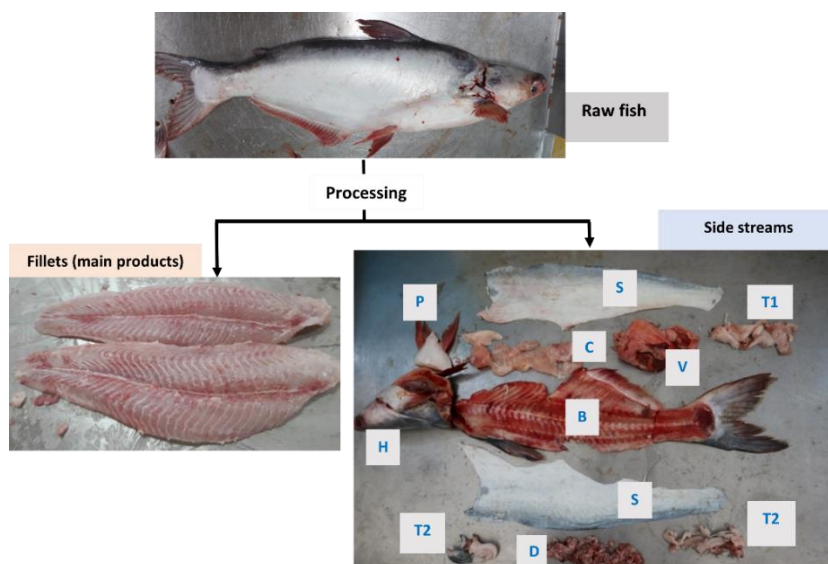 Raw fish
Processing
Side streams
Fillets (main products)
S
P
T1
C
V
B
H
S
T2
T2
D